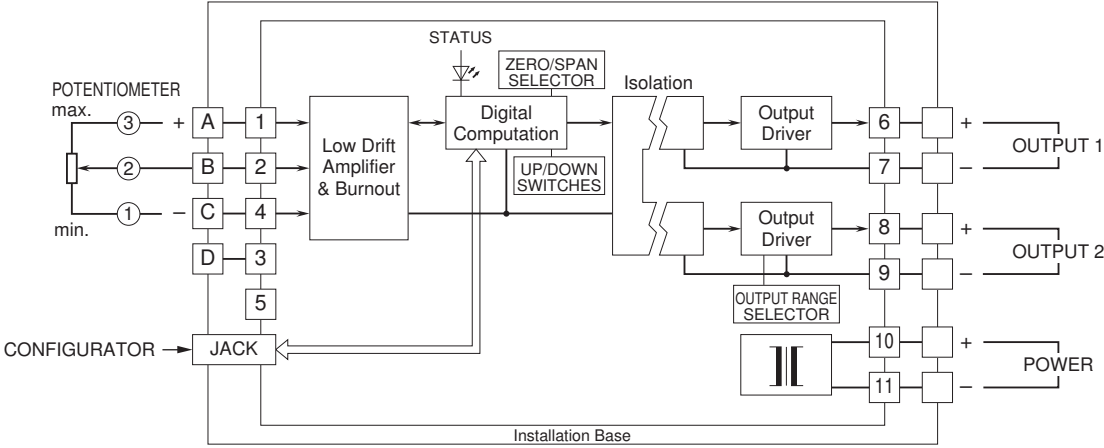 STATUS
ZERO/SPAN
SELECTOR
Isolation
POTENTIOMETER
max.
3
+
A
1
Low Drift
Amplifier
& Burnout
Digital
Computation
Output
Driver
6
+
OUTPUT 1
2
B
2
UP/DOWN
SWITCHES
7
–
1
–
C
4
min.
Output
Driver
8
+
OUTPUT 2
D
3
9
–
5
OUTPUT RANGE
SELECTOR
CONFIGURATOR
JACK
10
+
POWER
11
–
Installation Base